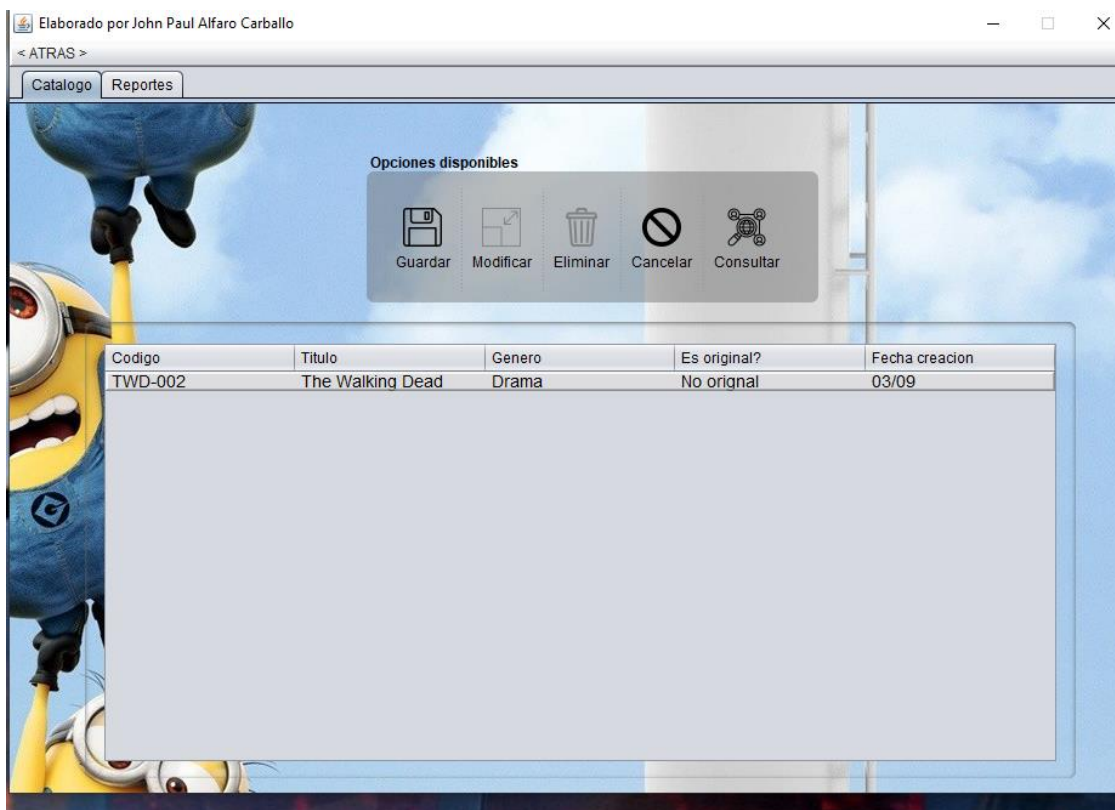 Elaborado por John Paul Alfaro Carballo
< ATRAS >
Catalogo Reportes
Opciones disponibles
Guardar Modificar Eliminar Cancelar Consultar
Codigo Titulo Genero Es original? Fecha creacion
TWD-002 The Walking Dead Drama No orignal 03/09